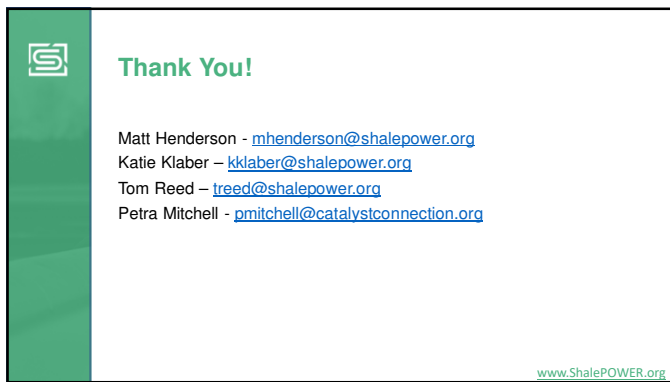 Thank You!
Matt Henderson - mhenderson@shalepower.org
Katie Klaber – kklaber@shalepower.org
Tom Reed – treed@shalepower.org
Petra Mitchell - pmitchell@catalystconnection.org
www.ShalePOWER.org